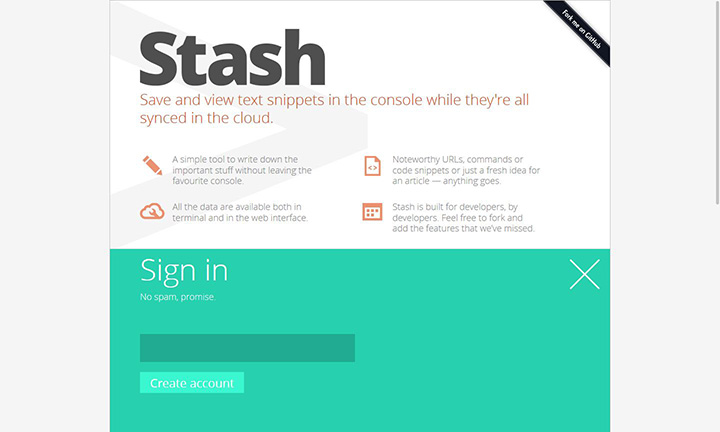 Fork me on GitHub
Stash
Save and view text snippets in the console while they're all
synced in the cloud.
A simple tool to write down the
important stuff without leaving the
favourite console.
Noteworthy URLs, commands or
code snippets or just a fresh idea for
an article — anything goes.
All the data are available both in
terminal and in the web interface.
Stash is built for developers, by
developers. Feel free to fork and
add the features that we've missed.
Sign in
No spam, promise.
Create account